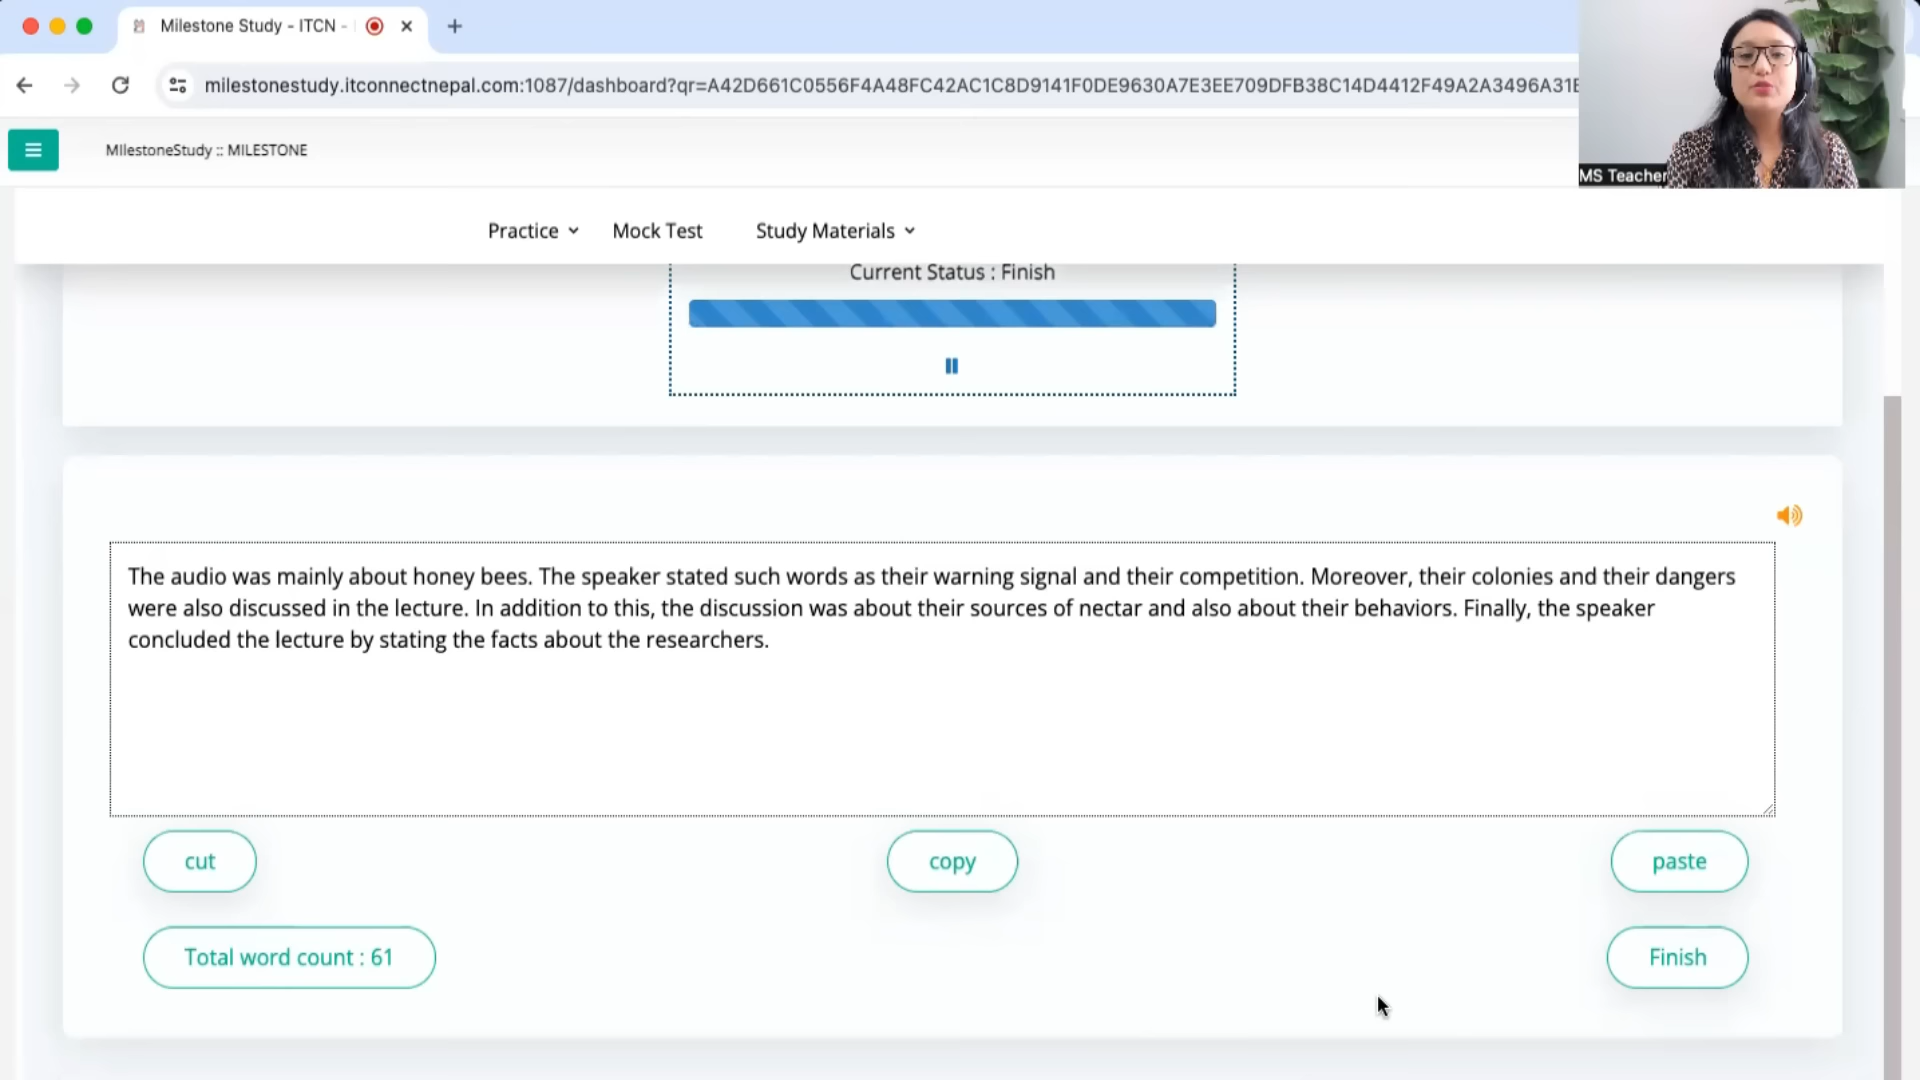 Milestone Study - ITCN -
milestonestudy.itconnectnepal.com:1087/dashboard?qr=A42D661C0556F4A48FC42AC1C8D9141F0DE9630A7E3EE709DFB38C14D4412F49A2A3496A31E
MIlestoneStudy :: MILESTONE
MS Teacher
Practice Mock Test Study Materials
Current Status : Finish
The audio was mainly about honey bees. The speaker stated such words as their warning signal and their competition. Moreover, their colonies and their dangers
were also discussed in the lecture. In addition to this, the discussion was about their sources of nectar and also about their behaviors. Finally, the speaker
concluded the lecture by stating the facts about the researchers.
cut copy paste
Total word count : 61 Finish